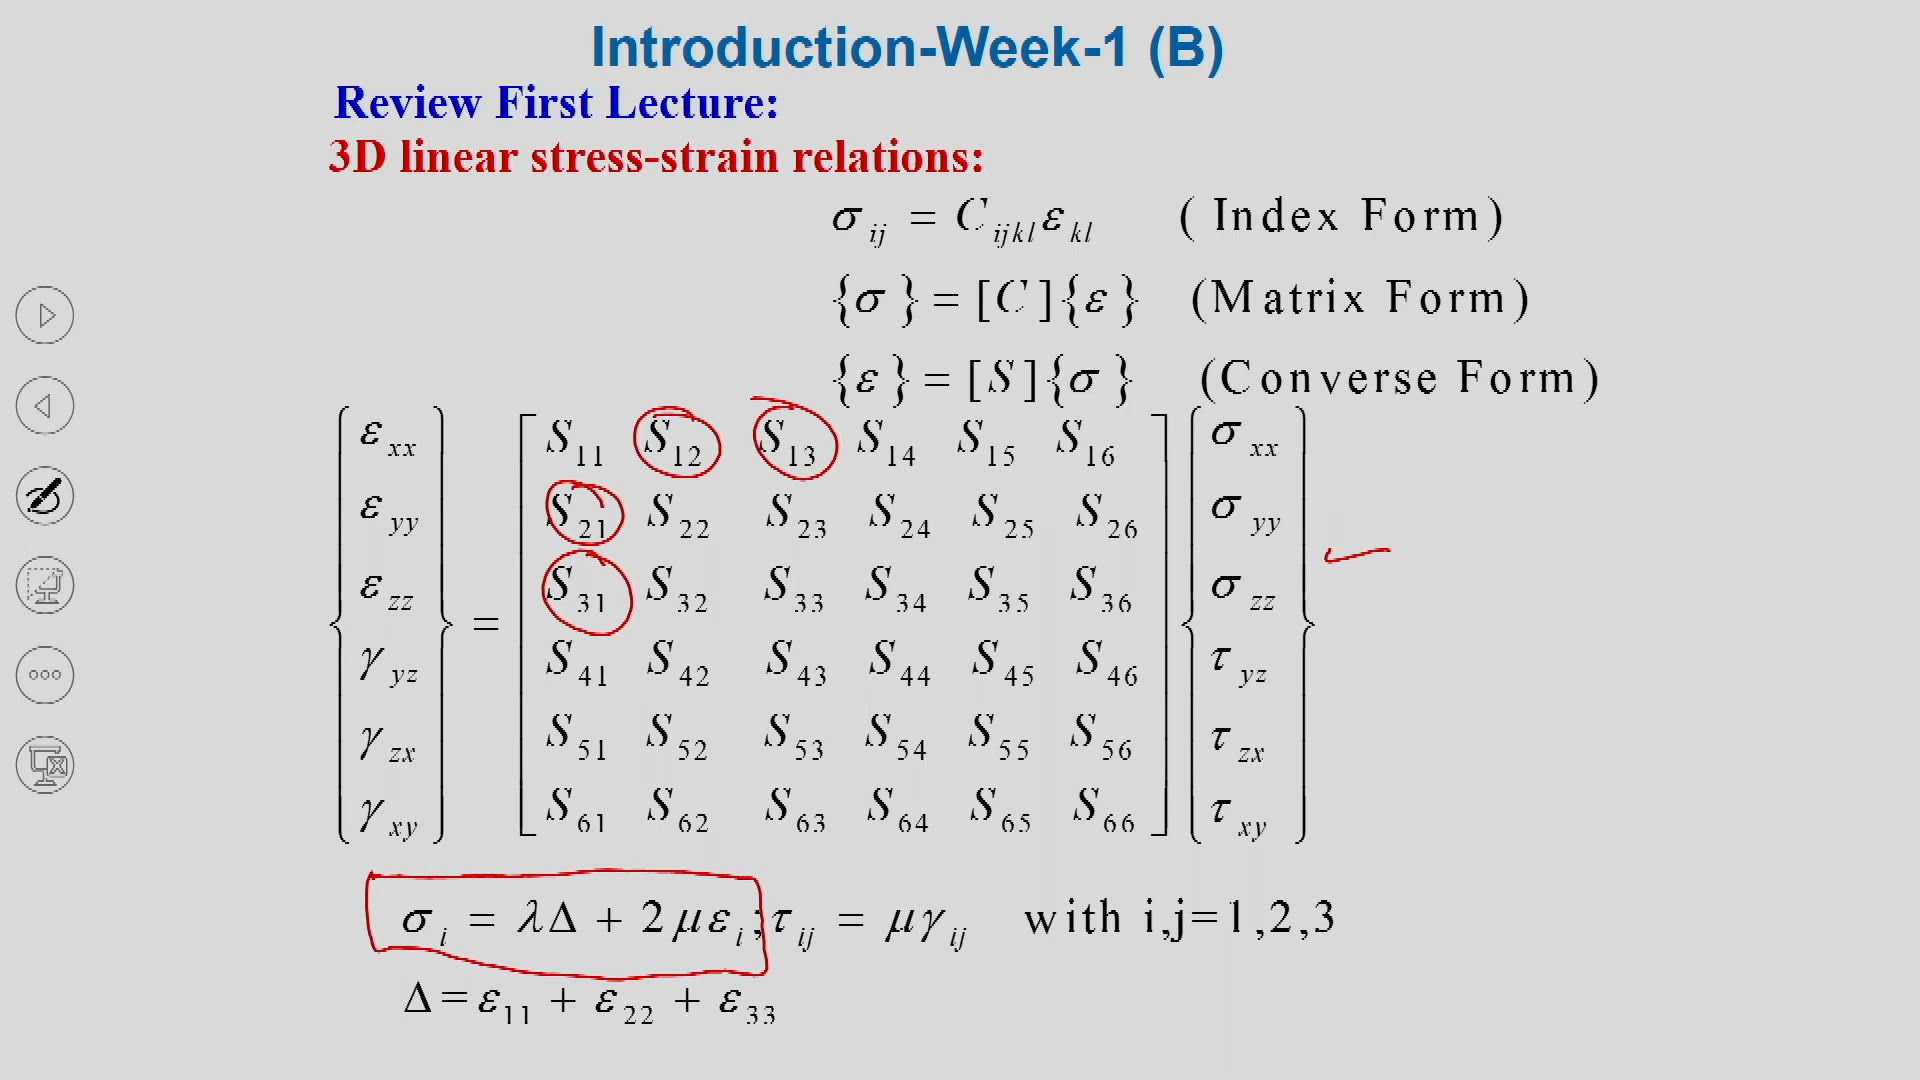 Introduction-Week-1 (B)
Review First Lecture:
3D linear stress-strain relations:
σ_ij = C_ijkl ε_kl ( Index Form)
{σ } = [C]{ε} (Matrix Form)
{ε} = [S]{σ } (Converse Form)
ε_xx S_11 S_12 S_13 S_14 S_15 S_16 σ_xx
ε_yy S_21 S_22 S_23 S_24 S_25 S_26 σ_yy
ε_zz S_31 S_32 S_33 S_34 S_35 S_36 σ_zz
=
γ_yz S_41 S_42 S_43 S_44 S_45 S_46 τ_yz
γ_zx S_51 S_52 S_53 S_54 S_55 S_56 τ_zx
γ_xy S_61 S_62 S_63 S_64 S_65 S_66 τ_xy
σ_i = λΔ + 2με_i ; τ_ij = μγ_ij with i,j=1,2,3
Δ=ε_11 + ε_22 + ε_33